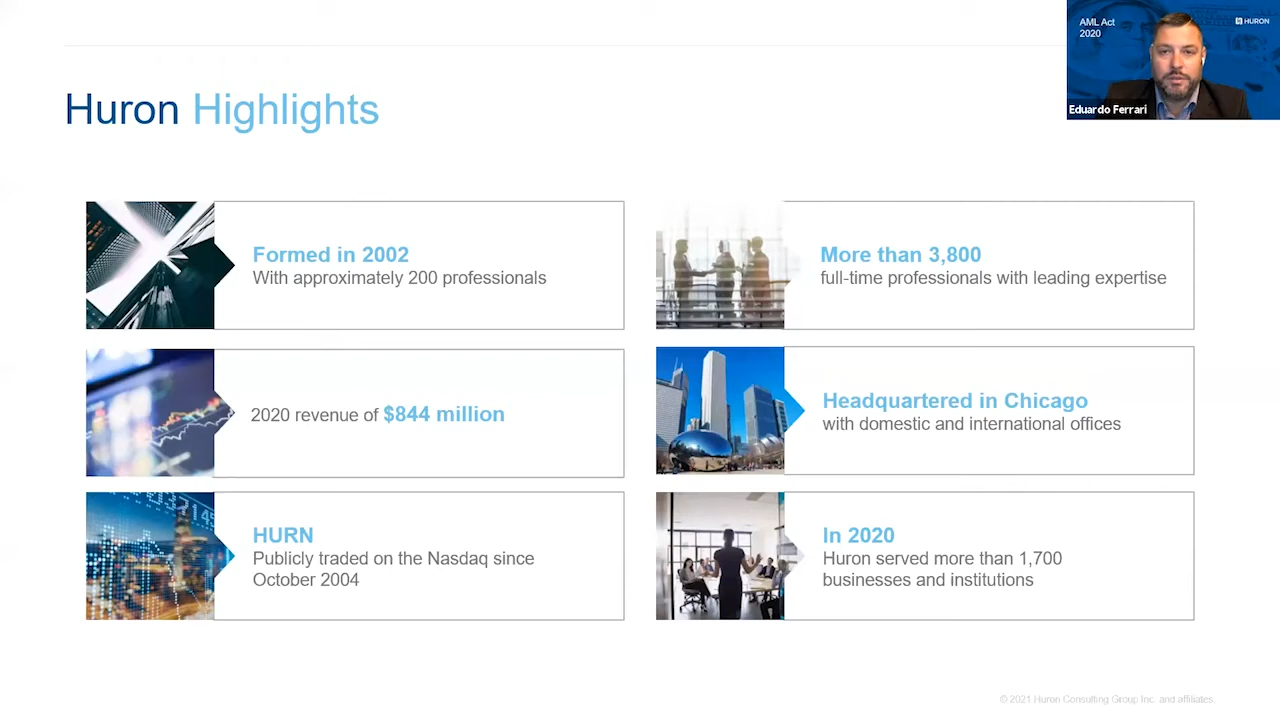 AML Act
2020
HURON
Eduardo Ferrari
Huron Highlights
Formed in 2002
With approximately 200 professionals
More than 3,800
full-time professionals with leading expertise
2020 revenue of $844 million
Headquartered in Chicago
with domestic and international offices
HURN
Publicly traded on the Nasdaq since
October 2004
In 2020
Huron served more than 1,700
businesses and institutions
© 2021 Huron Consulting Group Inc. and affiliates.